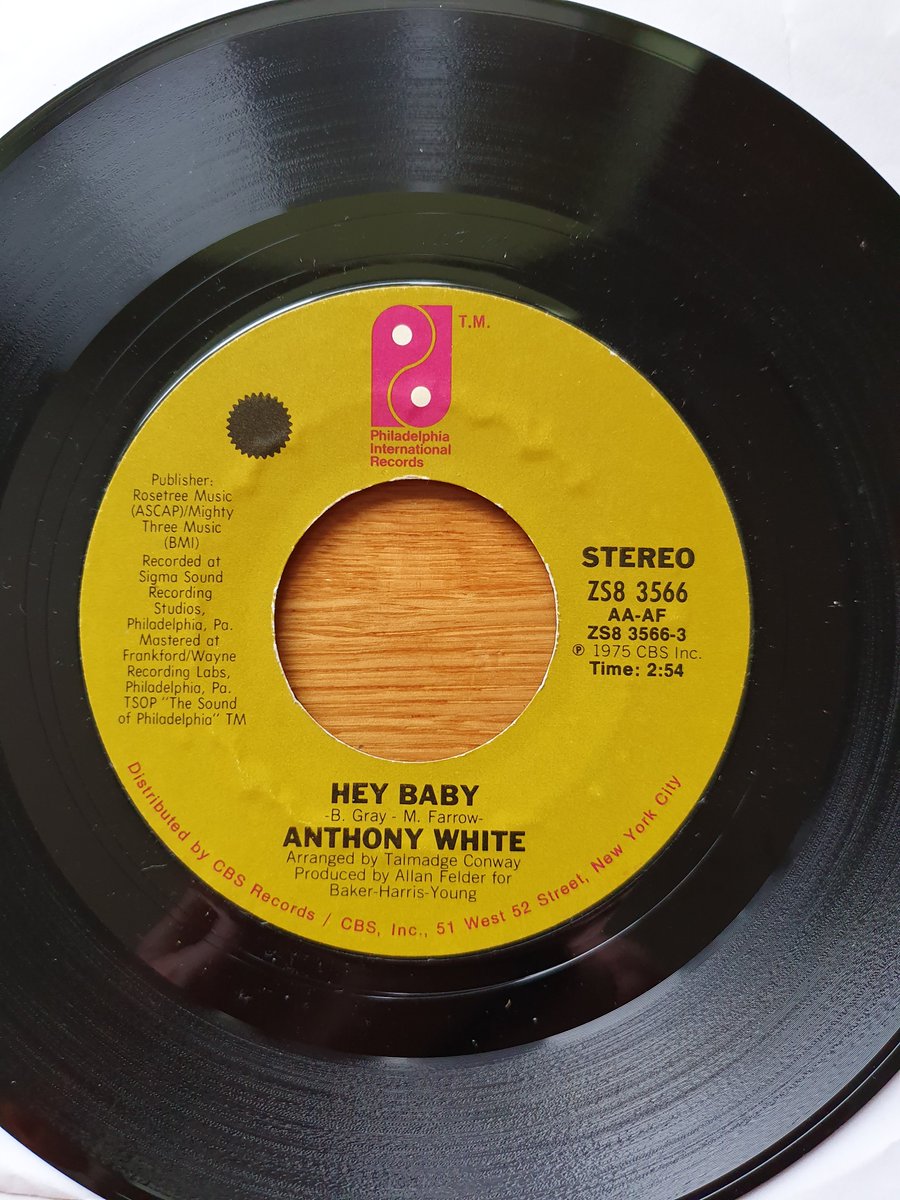 T.M.
Philadelphia
International
Records
Publisher:
Rosetree Music
(ASCAP)/Mighty
Three Music
(BMI)
Recorded at
Sigma Sound
Recording
Studios,
Philadelphia, Pa.
Mastered at
Frankford/Wayne
Recording Labs,
Philadelphia, Pa.
TSOP "The Sound
of Philadelphia" TM
STEREO
ZS8 3566
AA-AF
ZS8 3566-3
℗ 1975 CBS Inc.
Time: 2:54
HEY BABY
-B. Gray - M. Farrow-
ANTHONY WHITE
Arranged by Talmadge Conway
Produced by Allan Felder for
Baker-Harris-Young
Distributed by CBS Records / CBS, Inc., 51 West 52 Street, New York City